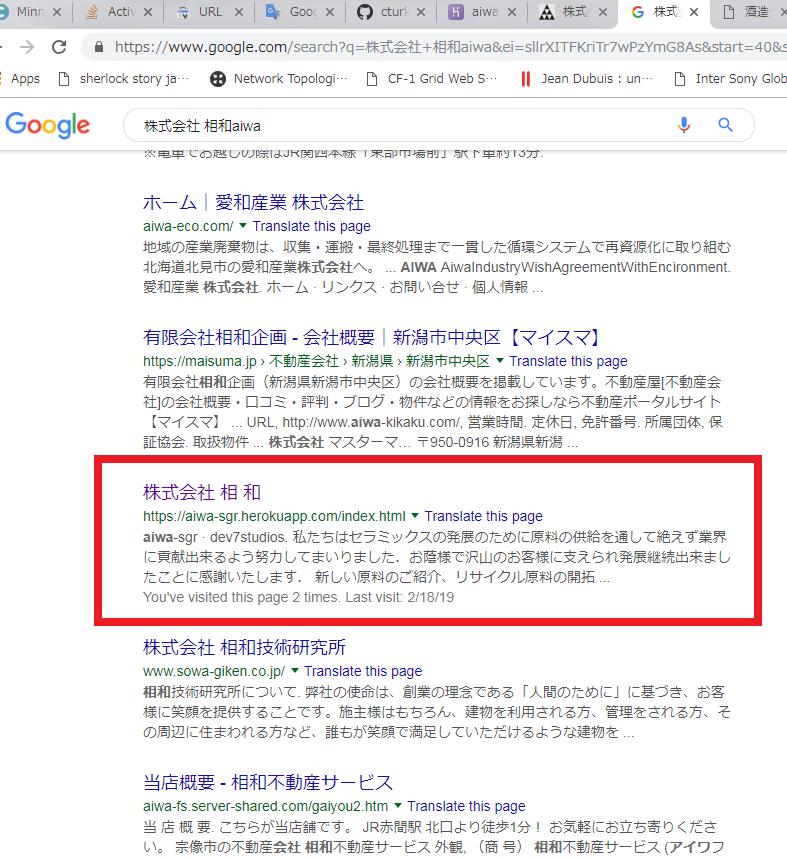 Minn
Activ
URL
Goog
cturk
aiwa
株式
株式
酒造
https://www.google.com/search?q=株式会社+相和aiwa&ei=sllrXITFKriTr7wPzYmG8As&start=40&s
Apps
sherlock story ja…
Network Topologi…
CF-1 Grid Web S…
Jean Dubuis : un…
Inter Sony Glob
Google
株式会社 相和aiwa
※電車でお越しの際はJR関西本線「東部市場前」駅下車約13分.
ホーム｜愛和産業 株式会社
aiwa-eco.com/ ▼ Translate this page
地域の産業廃棄物は、収集・運搬・最終処理まで一貫した循環システムで再資源化に取り組む
北海道北見市の愛和産業株式会社へ。 ... AIWA AiwaIndustryWishAgreementWithEncironment.
愛和産業 株式会社. ホーム · リンクス · お問い合せ · 個人情報 ...
有限会社相和企画 - 会社概要｜新潟市中央区【マイスマ】
https://maisuma.jp › 不動産会社 › 新潟県 › 新潟市中央区 ▼ Translate this page
有限会社相和企画（新潟県新潟市中央区）の会社概要を掲載しています。不動産屋[不動産会
社]の会社概要・口コミ・評判・ブログ・物件などの情報をお探しなら不動産ポータルサイト
【マイスマ】 ... URL, http://www.aiwa-kikaku.com/, 営業時間. 定休日, 免許番号. 所属団体, 保
証協会. 取扱物件 ... 株式会社 マスターマ... 〒950-0916 新潟県新潟 ...
株式会社 相 和
https://aiwa-sgr.herokuapp.com/index.html ▼ Translate this page
aiwa-sgr · dev7studios. 私たちはセラミックスの発展のために原料の供給を通して絶えず業界
に貢献出来るよう努力してまいりました．お蔭様で沢山のお客様に支えられ発展継続出来まし
たことに感謝いたします． 新しい原料のご紹介、リサイクル原料の開拓 ...
You've visited this page 2 times. Last visit: 2/18/19
株式会社 相和技術研究所
www.sowa-giken.co.jp/ ▼ Translate this page
相和技術研究所について. 弊社の使命は、創業の理念である「人間のために」に基づき、お客
様に笑顔を提供することです。施主様はもちろん、建物を利用される方、管理をされる方、そ
の周辺に住まわれる方など、誰もが笑顔で満足していただけるような建物を ...
当店概要 - 相和不動産サービス
aiwa-fs.server-shared.com/gaiyou2.htm ▼ Translate this page
当 店 概 要. こちらが当店舗です。 JR赤間駅 北口より徒歩1分！ お気軽にお立ち寄りくださ
い。 宗像市の不動産会社 相和不動産サービス 外観, （商 号） 相和不動産サービス (アイワフ